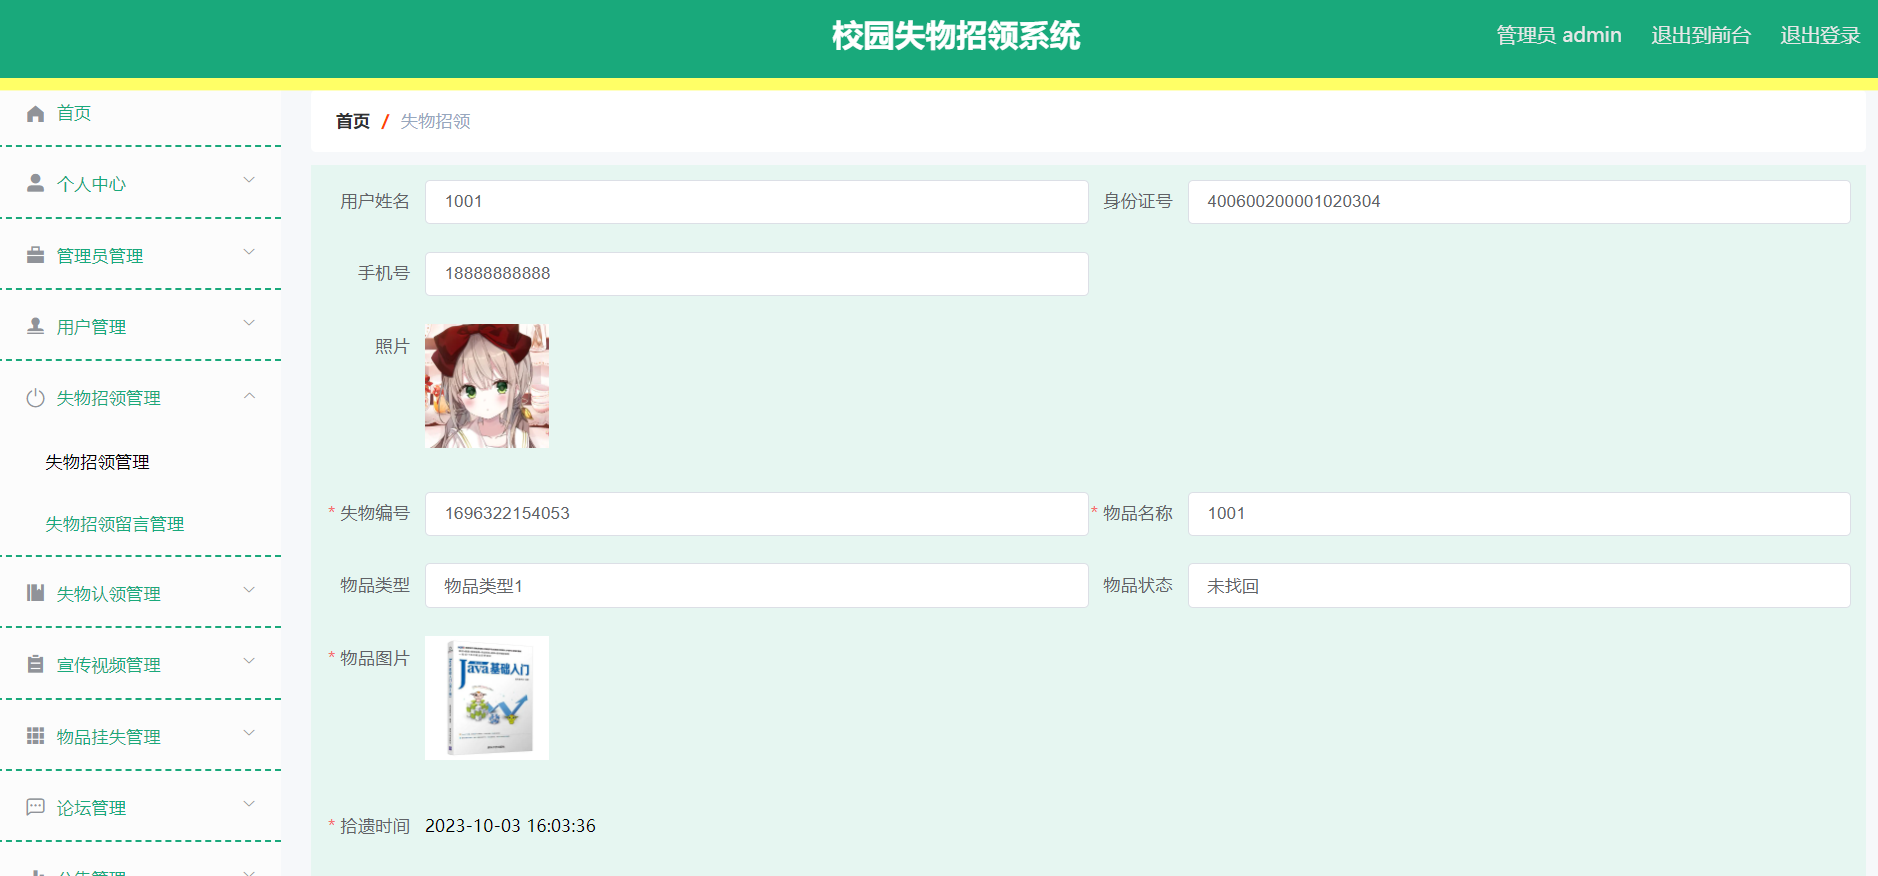 校园失物招领系统
管理员 admin
退出到前台
退出登录
首页
个人中心
管理员管理
用户管理
失物招领管理
失物招领管理
失物招领留言管理
失物认领管理
宣传视频管理
物品挂失管理
论坛管理
公告管理
首页 / 失物招领
用户姓名 1001
身份证号 400600200001020304
手机号 18888888888
照片
* 失物编号 1696322154053
* 物品名称 1001
物品类型 物品类型1
物品状态 未找回
* 物品图片
Java基础入门
* 拾遗时间 2023-10-03 16:03:36